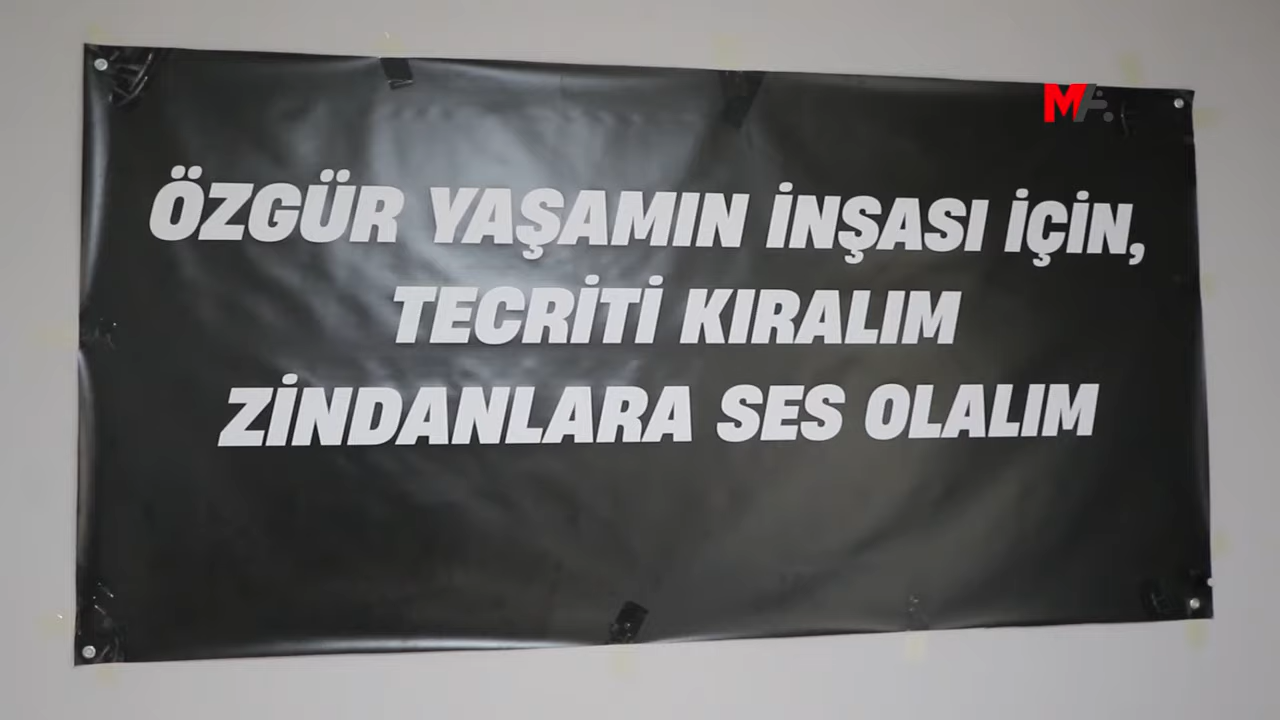 MA
ÖZGÜR YAŞAMIN İNŞASI İÇİN,
TECRİTİ KIRALIM
ZİNDANLARA SES OLALIM